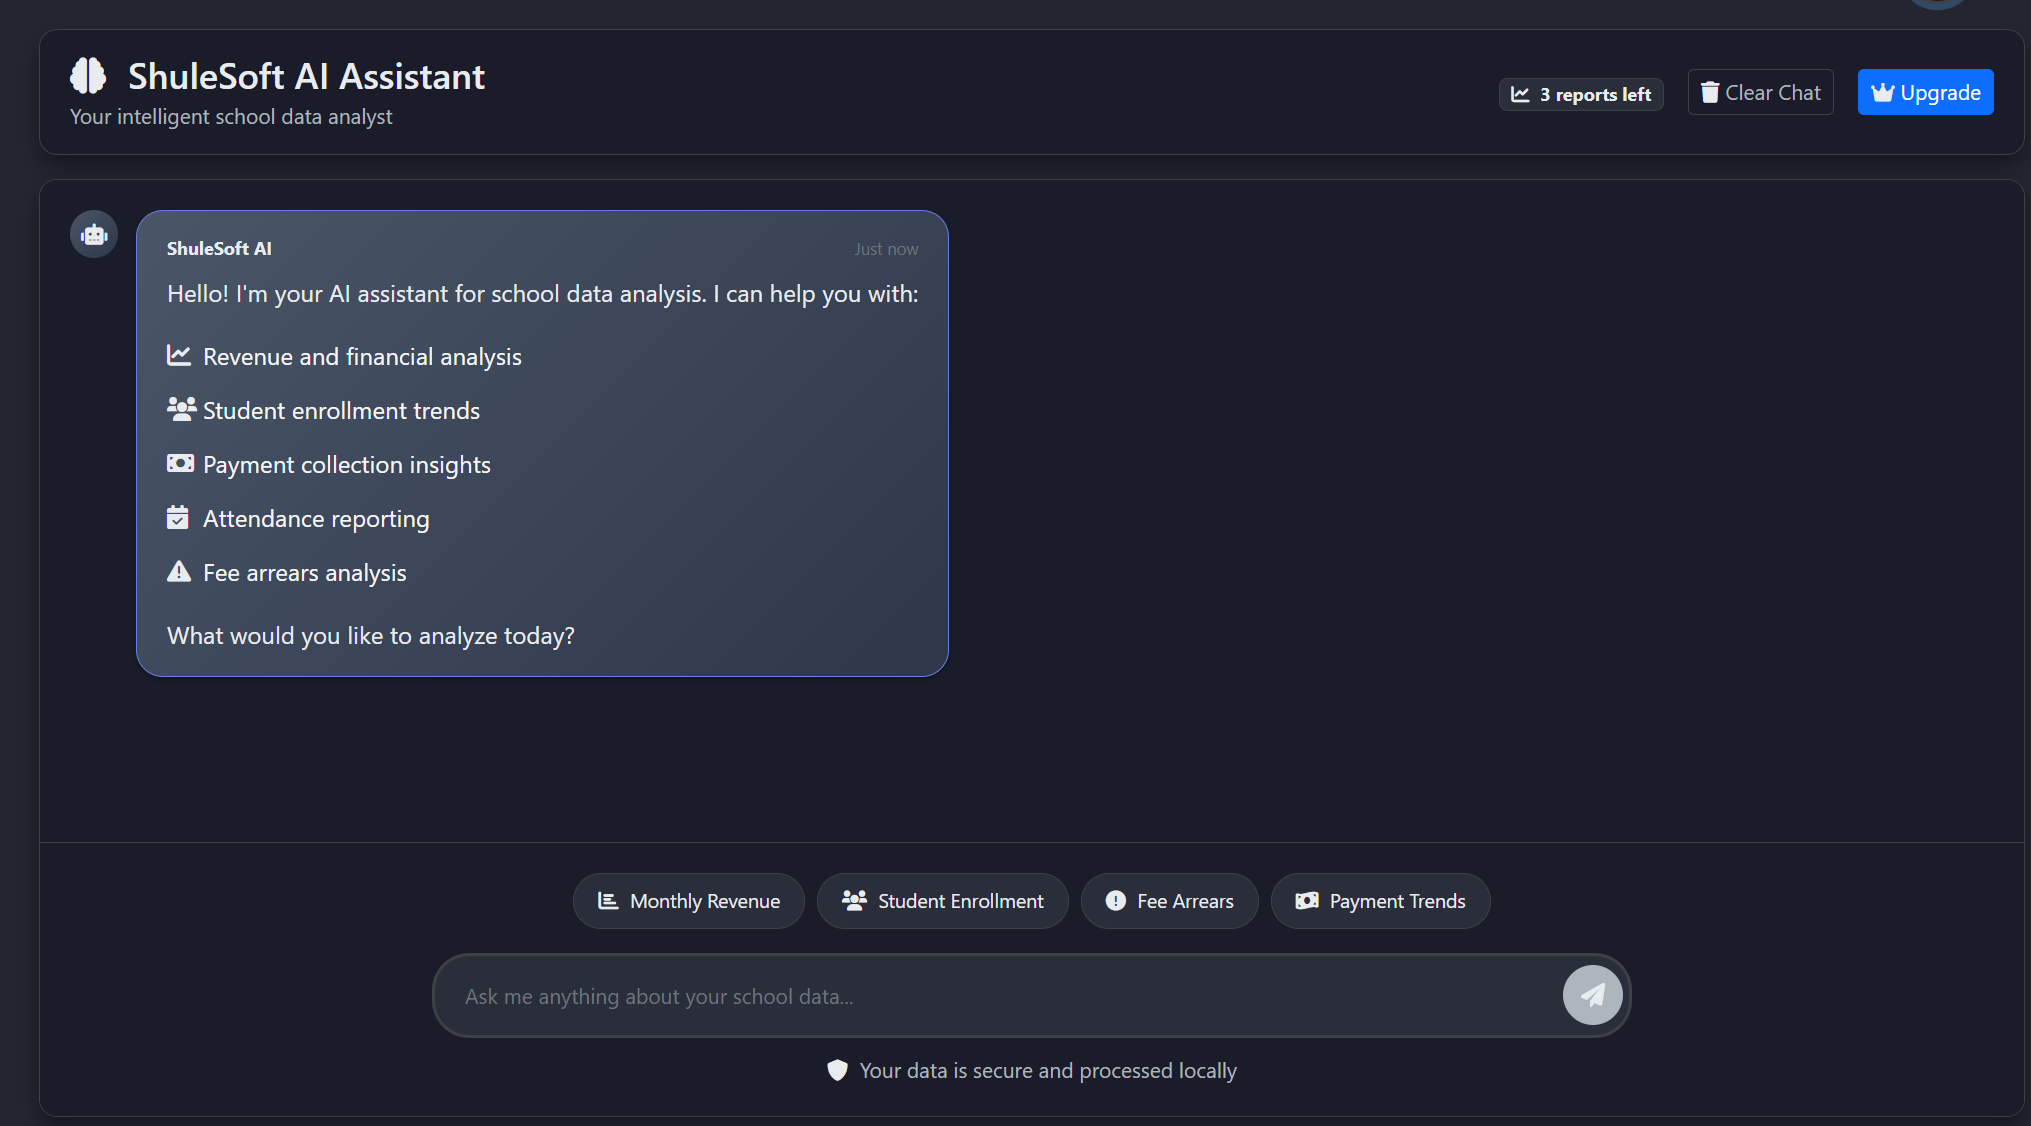 ShuleSoft AI Assistant
Your intelligent school data analyst
3 reports left
Clear Chat
Upgrade
ShuleSoft AI
Just now
Hello! I'm your AI assistant for school data analysis. I can help you with:
Revenue and financial analysis
Student enrollment trends
Payment collection insights
Attendance reporting
Fee arrears analysis
What would you like to analyze today?
Monthly Revenue
Student Enrollment
Fee Arrears
Payment Trends
Ask me anything about your school data...
Your data is secure and processed locally